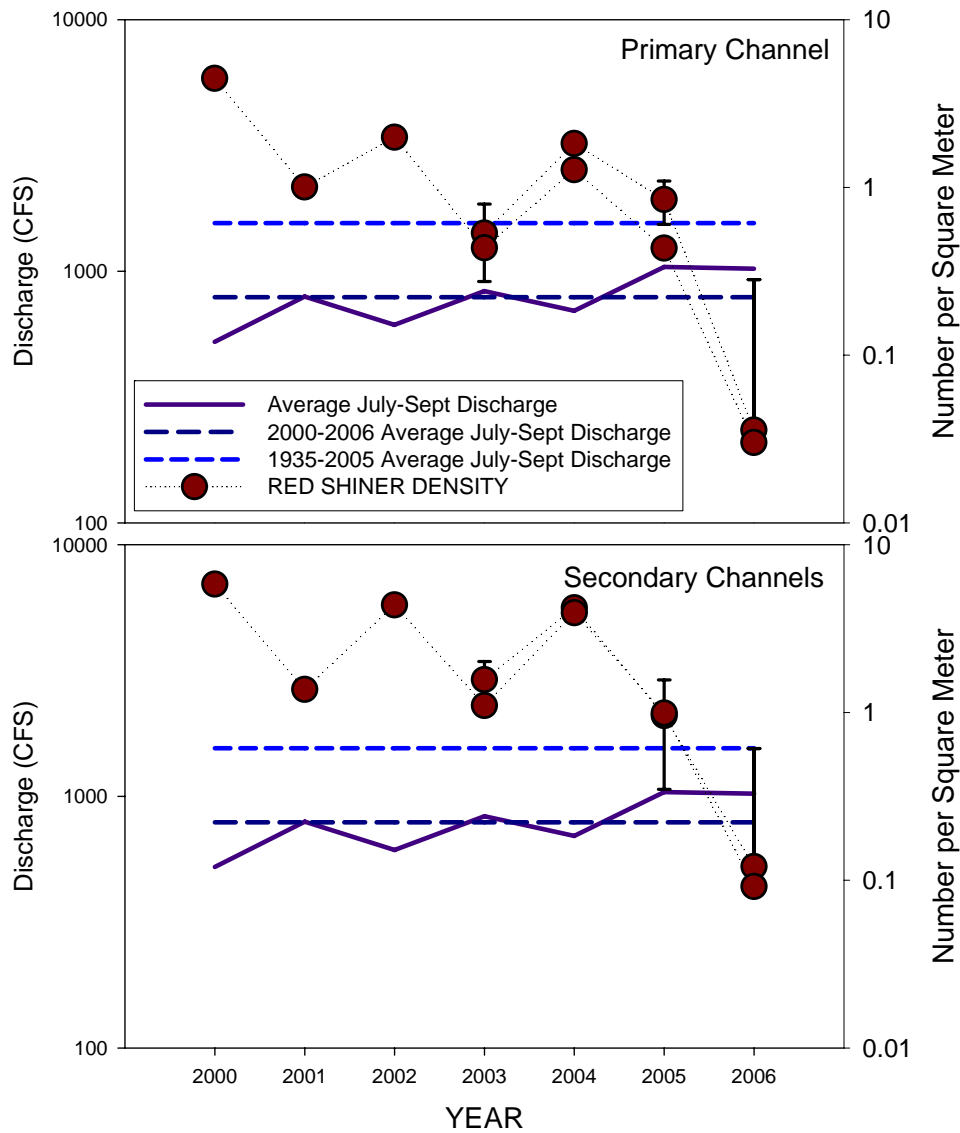 10000
10
Primary Channel
Discharge (CFS)
Number per Square Meter
1
1000
0.1
Average July-Sept Discharge
2000-2006 Average July-Sept Discharge
1935-2005 Average July-Sept Discharge
RED SHINER DENSITY
100
0.01
10000
10
Secondary Channels
Discharge (CFS)
Number per Square Meter
1
1000
0.1
100
0.01
2000 2001 2002 2003 2004 2005 2006
YEAR